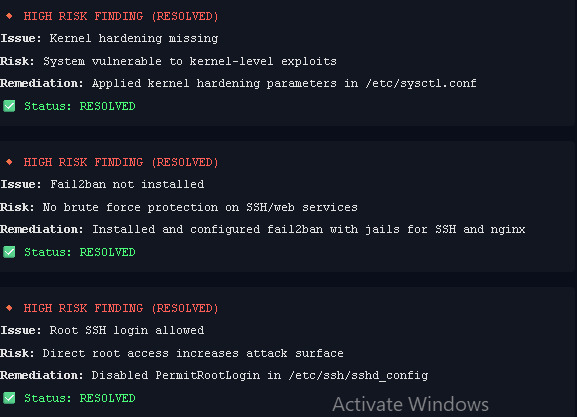 HIGH RISK FINDING (RESOLVED)
Issue: Kernel hardening missing
Risk: System vulnerable to kernel-level exploits
Remediation: Applied kernel hardening parameters in /etc/sysctl.conf
✅ Status: RESOLVED
HIGH RISK FINDING (RESOLVED)
Issue: Fail2ban not installed
Risk: No brute force protection on SSH/web services
Remediation: Installed and configured fail2ban with jails for SSH and nginx
✅ Status: RESOLVED
HIGH RISK FINDING (RESOLVED)
Issue: Root SSH login allowed
Risk: Direct root access increases attack surface
Remediation: Disabled PermitRootLogin in /etc/ssh/sshd_config
✅ Status: RESOLVED
Activate Windows